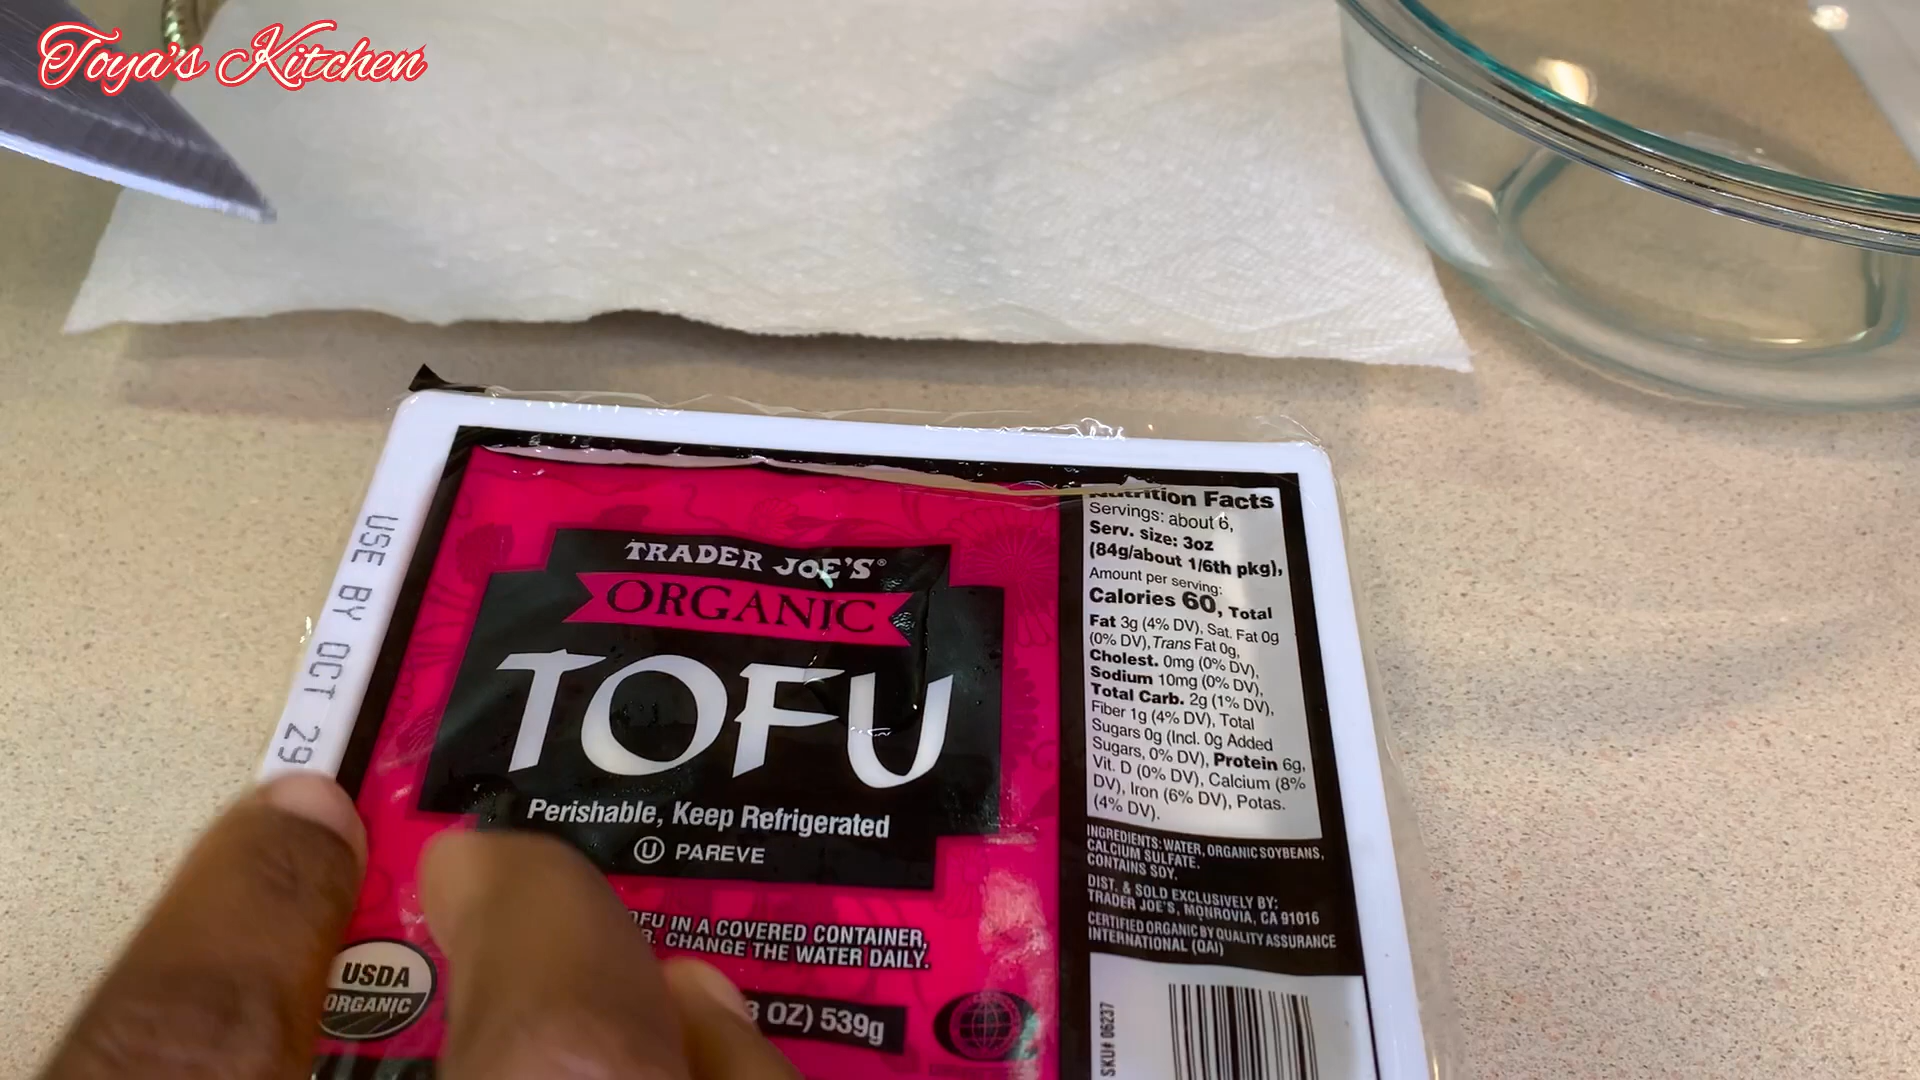 Toya's Kitchen
USE BY OCT 29
TRADER JOE'S®
ORGANIC
TOFU
Perishable, Keep Refrigerated
U PAREVE
TOFU IN A COVERED CONTAINER,
CHANGE THE WATER DAILY.
OZ) 539g
USDA
ORGANIC
Nutrition Facts
Servings: about 6,
Serv. size: 3oz
(84g/about 1/6th pkg),
Amount per serving:
Calories 60, Total
Fat 3g (4% DV), Sat. Fat 0g
(0% DV), Trans Fat 0g,
Cholest. 0mg (0% DV),
Sodium 10mg (0% DV),
Total Carb. 2g (1% DV),
Fiber 1g (4% DV), Total
Sugars 0g (Incl. 0g Added
Sugars, 0% DV), Protein 6g,
Vit. D (0% DV), Calcium (8%
DV), Iron (6% DV), Potas.
(4% DV).
INGREDIENTS: WATER, ORGANIC SOYBEANS,
CALCIUM SULFATE.
CONTAINS SOY.
DIST. & SOLD EXCLUSIVELY BY:
TRADER JOE'S, MONROVIA, CA 91016
CERTIFIED ORGANIC BY QUALITY ASSURANCE
INTERNATIONAL (QAI)
SKU# 06237